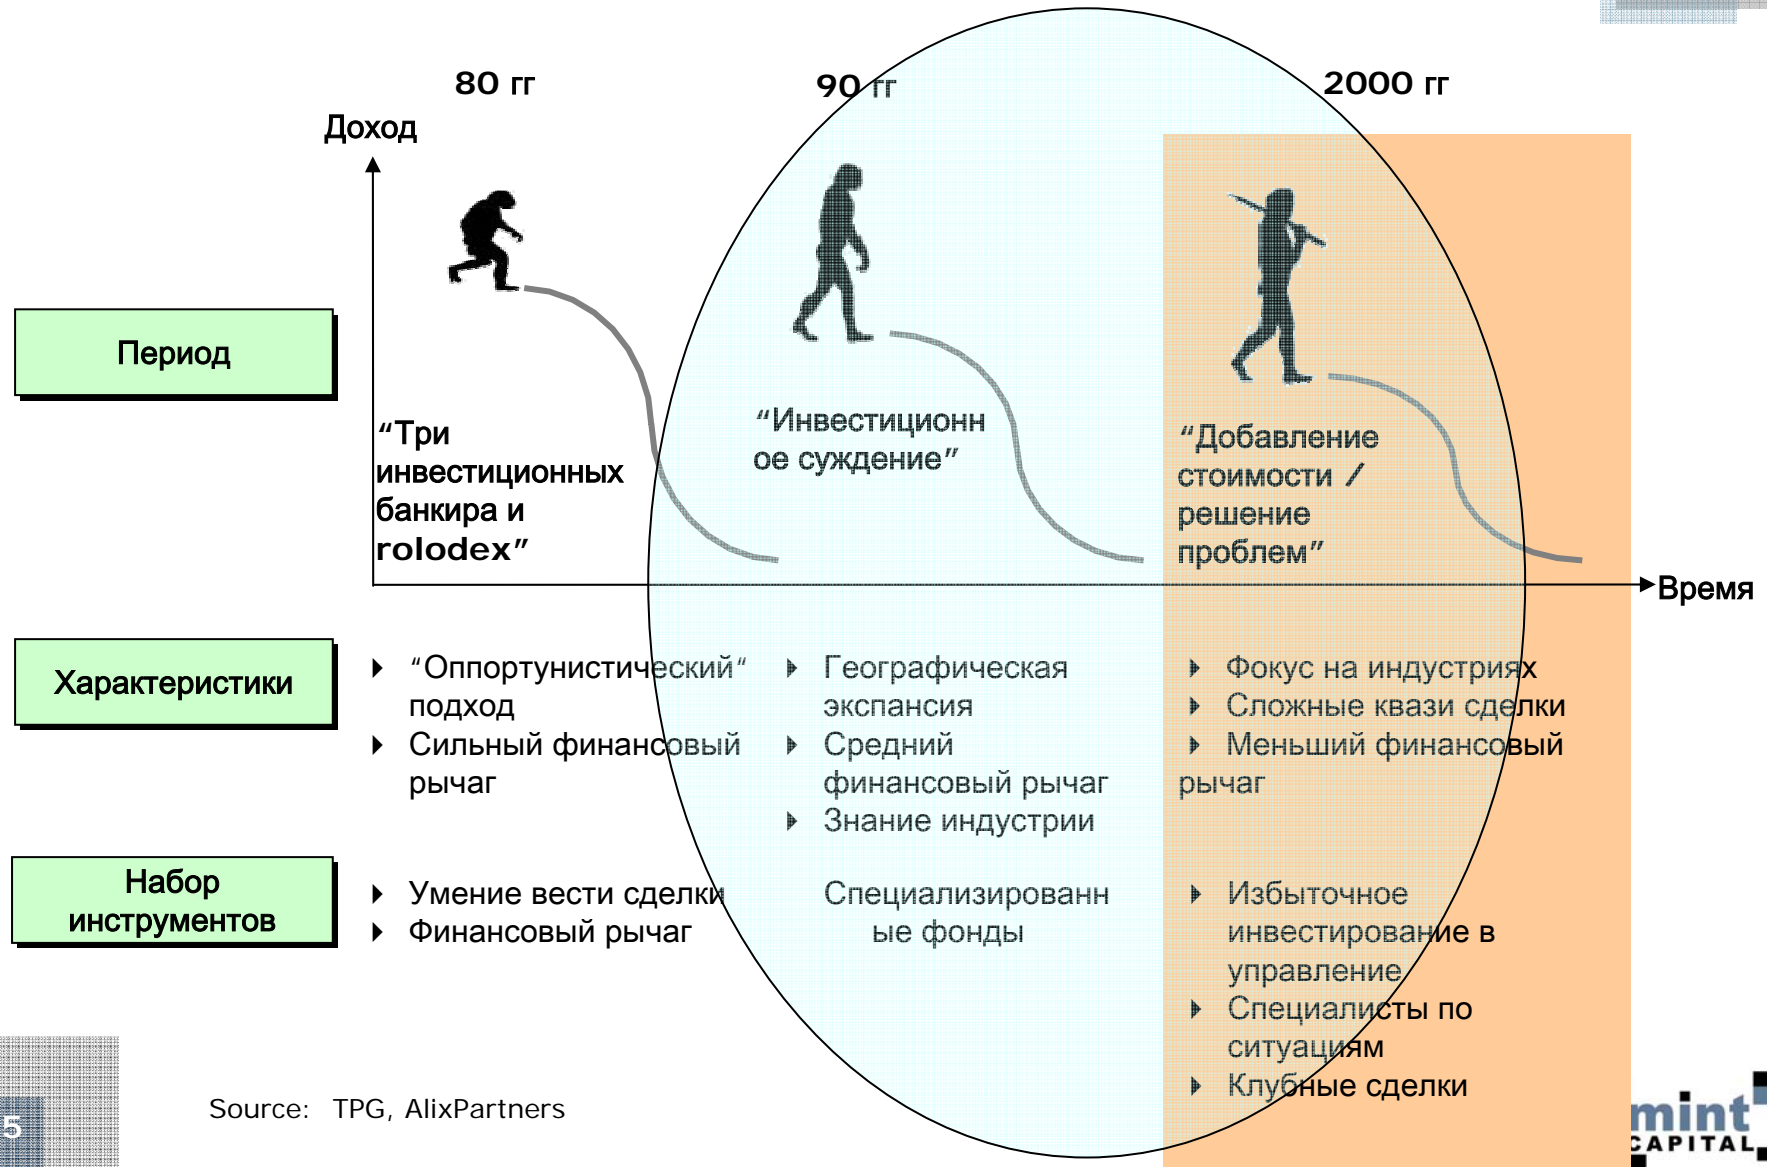 80 гг
90 гг
2000 гг
Доход
Период
“Три
инвестиционных
банкира и
rolodex”
“Инвестиционн
ое суждение”
“Добавление
стоимости /
решение
проблем”
Время
Характеристики
“Оппортунистический“
подход
Сильный финансовый
рычаг
Географическая
экспансия
Средний
финансовый рычаг
Знание индустрии
Фокус на индустриях
Сложные квази сделки
Меньший финансовый
рычаг
Набор
инструментов
Умение вести сделки
Финансовый рычаг
Специализированн
ые фонды
Избыточное
инвестирование в
управление
Специалисты по
ситуациям
Клубные сделки
Source: TPG, AlixPartners
5
mint
CAPITAL